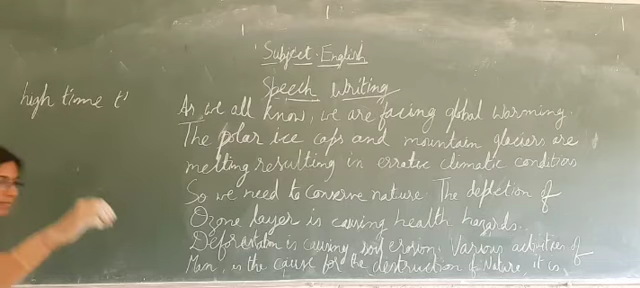 Subject - English
Speech Writing
high time t'
As we all know, we are facing global warming.
The polar ice caps and mountain glaciers are
melting resulting in erratic climatic conditions
So we need to conserve nature The depletion of
Ozone layer is causing health hazards.
Deforestation is causing soil erosion. Various activities of
Man, is the cause for the destruction of Nature, it is,